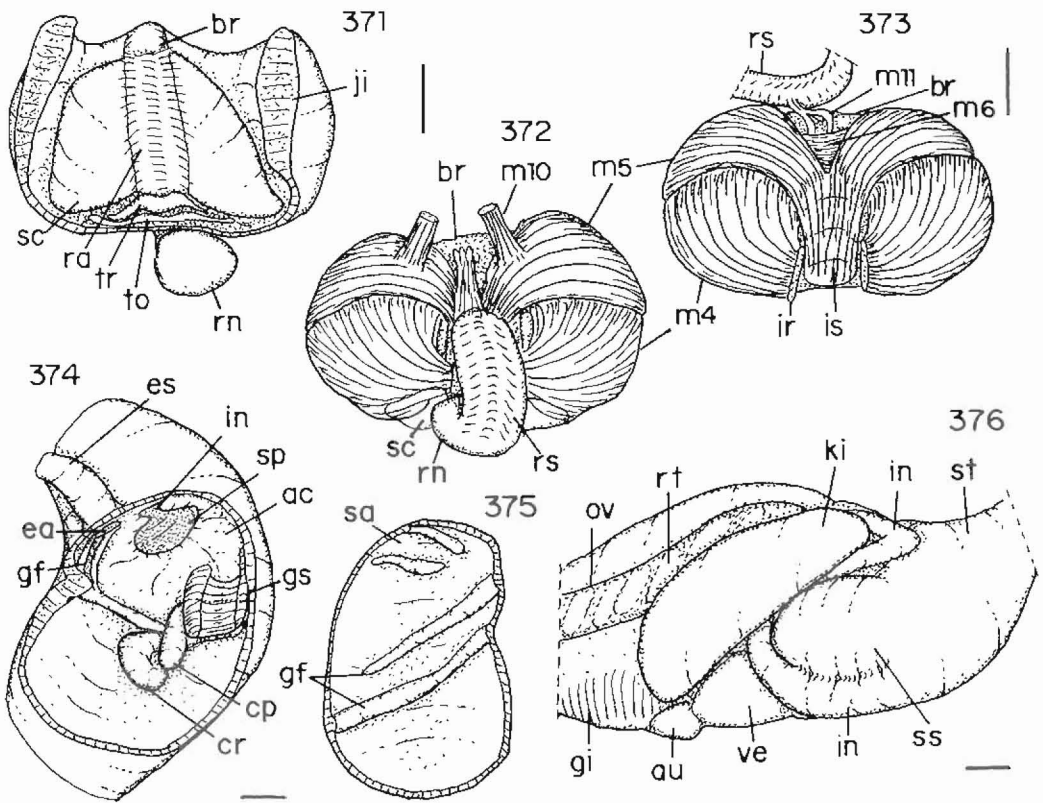 371
br
ji
sc
ra
tr
to
rn
372
br
m10
m5
m4
sc
rn
rs
373
rs
m11
br
m6
ir
is
374
es
in
sp
ac
ea
gf
gs
cp
cr
375
sa
gf
376
ki
in
st
rt
ov
gi
au
ve
in
ss